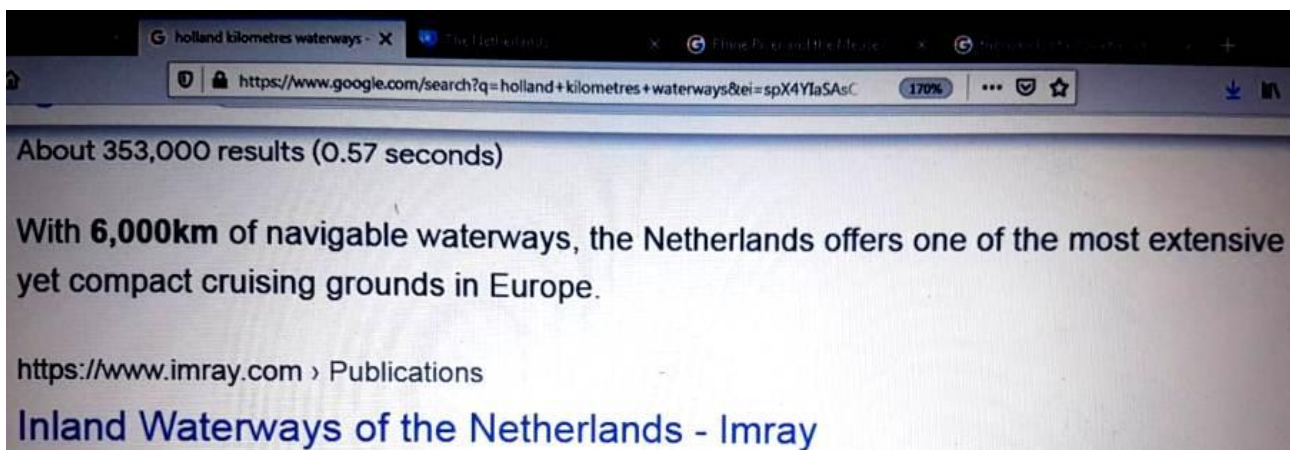 holland kilometres waterways -
The Netherlands
https://www.google.com/search?q=holland+kilometres+waterways&ei=spX4YIaSAsC
170%
About 353,000 results (0.57 seconds)
With 6,000km of navigable waterways, the Netherlands offers one of the most extensive
yet compact cruising grounds in Europe.
https://www.imray.com › Publications
Inland Waterways of the Netherlands - Imray